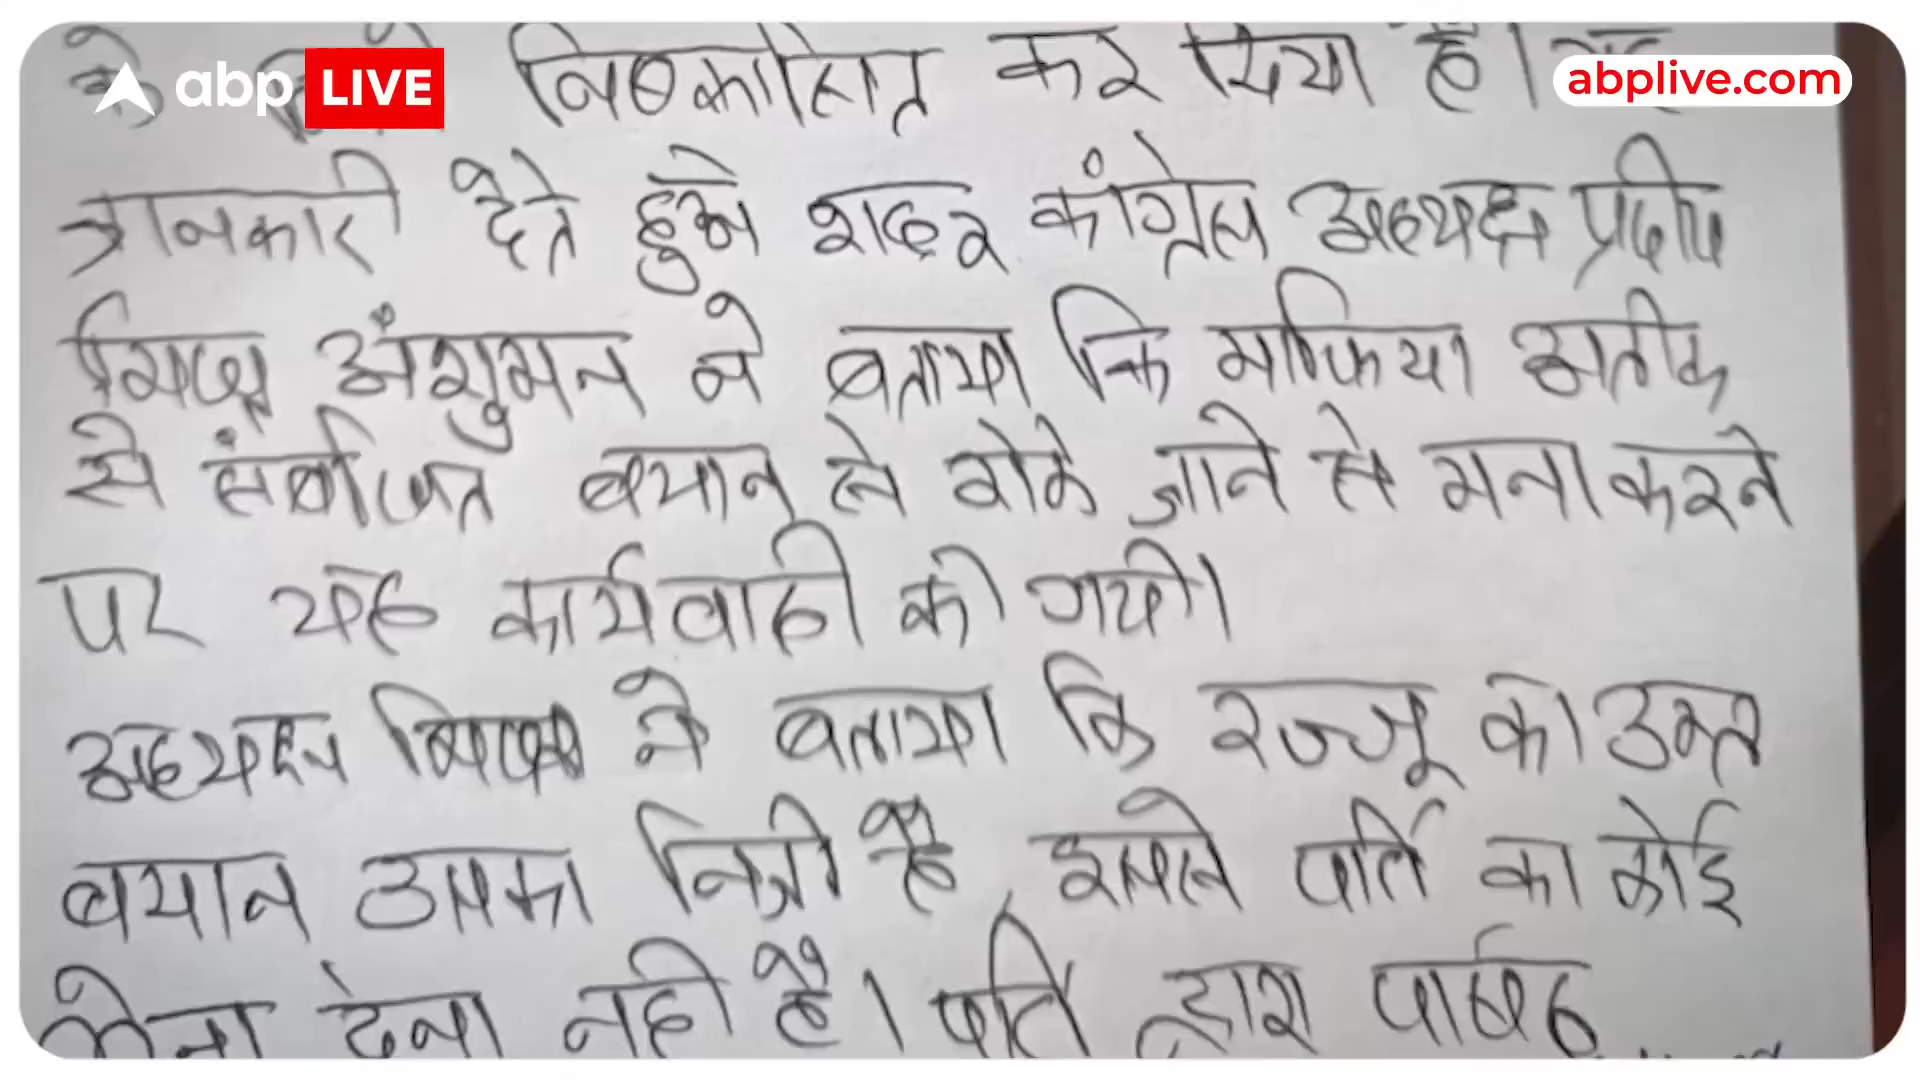 abp LIVE
abplive.com
के निष्कासित कर दिया है।
जानकारी देते हुये शहर कांग्रेस अध्यक्ष प्रदीप
मिश्र अंशुमन ने बताया कि माफिया अतीक
से संबंधित बयान से रोके जाने से मना करने
पर यह कार्यवाही की गयी।
अध्यक्ष ने बताया कि रज्जू का उक्त
बयान उसका निजी है, इससे पार्टी का कोई
लेना देना नही है। पार्टी द्वारा पार्षद